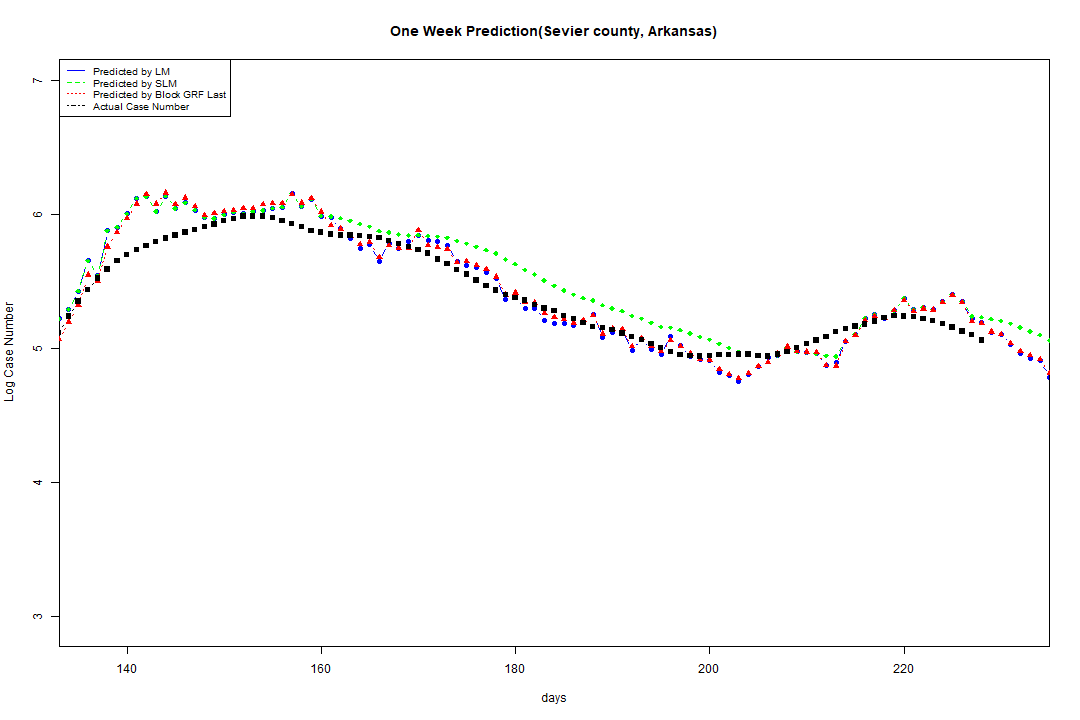 One Week Prediction(Sevier county, Arkansas)
Predicted by LM
Predicted by SLM
Predicted by Block GRF Last
Actual Case Number
7
6
5
4
3
Log Case Number
140 160 180 200 220
days